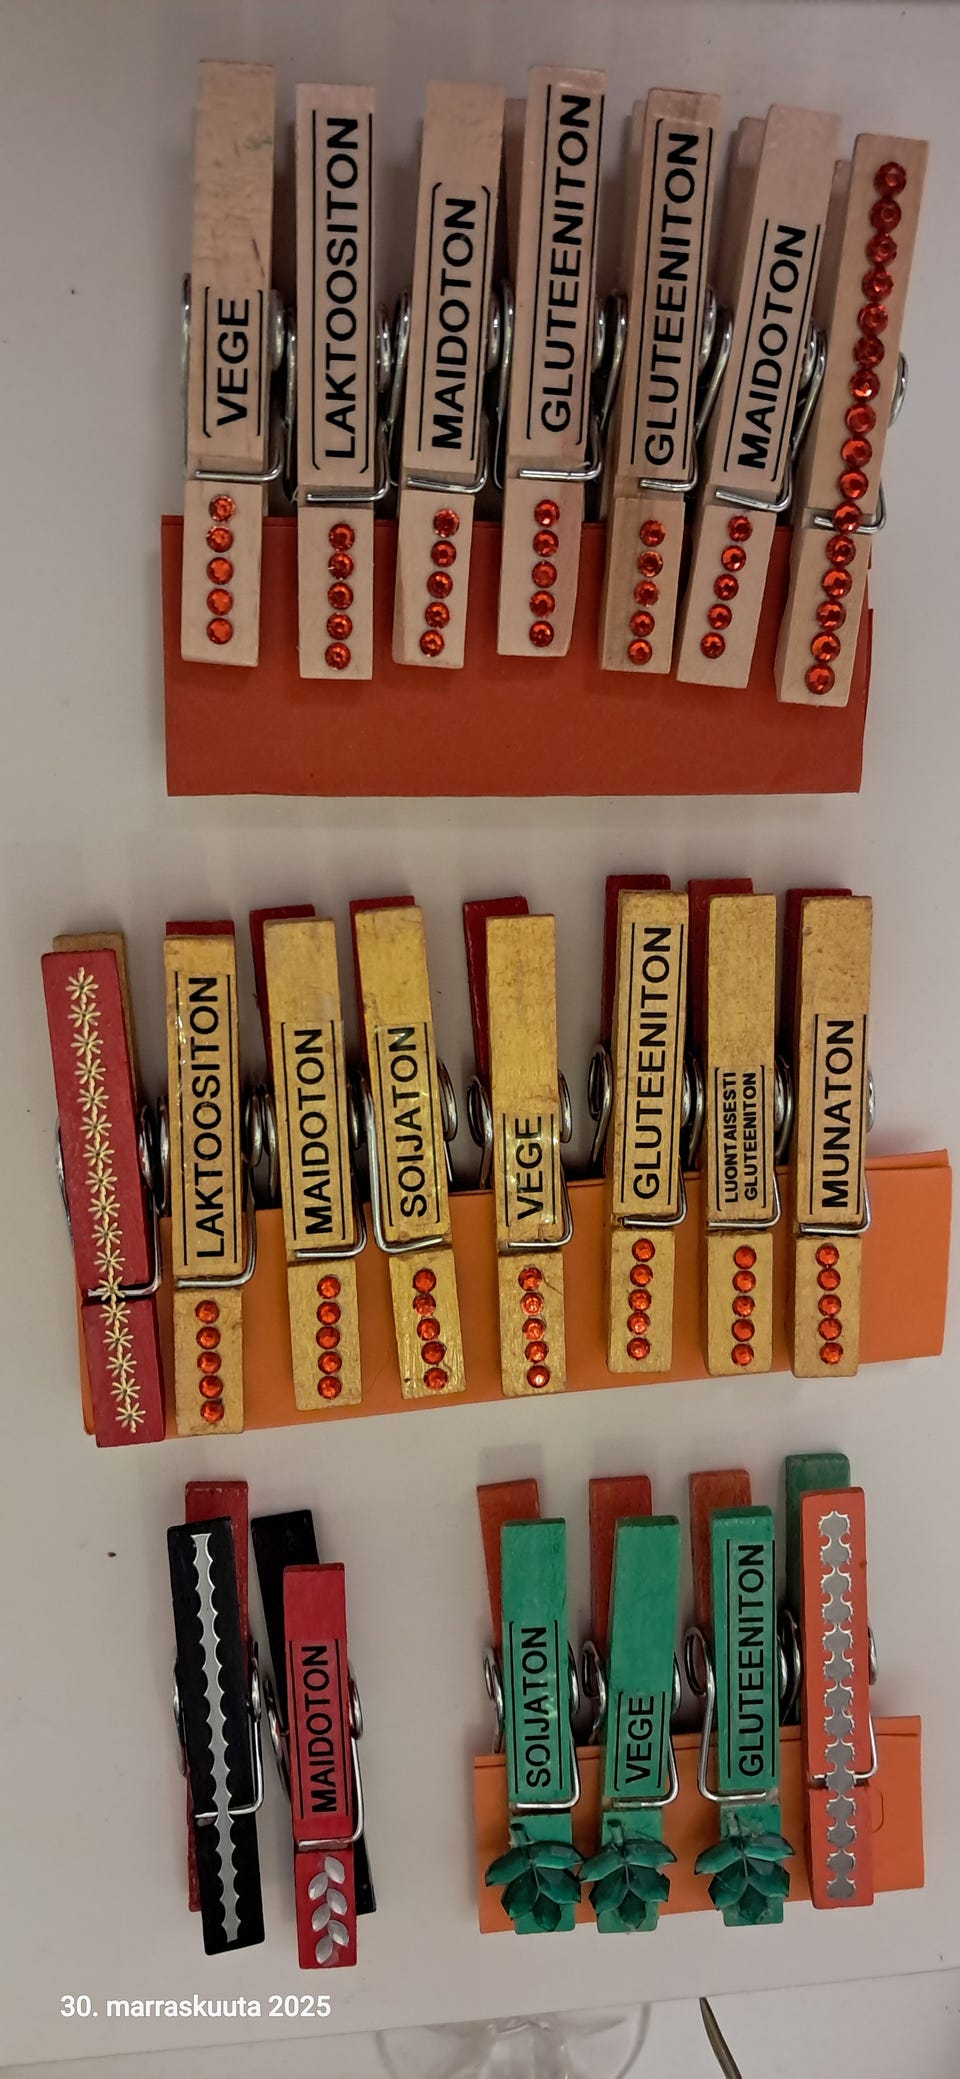 VEGE
LAKTOOSITON
MAIDOTON
GLUTEENITON
GLUTEENITON
MAIDOTON
LAKTOOSITON
MAIDOTON
SOIJATON
VEGE
GLUTEENITON
LUONTAISESTI
GLUTEENITON
MUNATON
MAIDOTON
SOIJATON
VEGE
GLUTEENITON
30. marraskuuta 2025